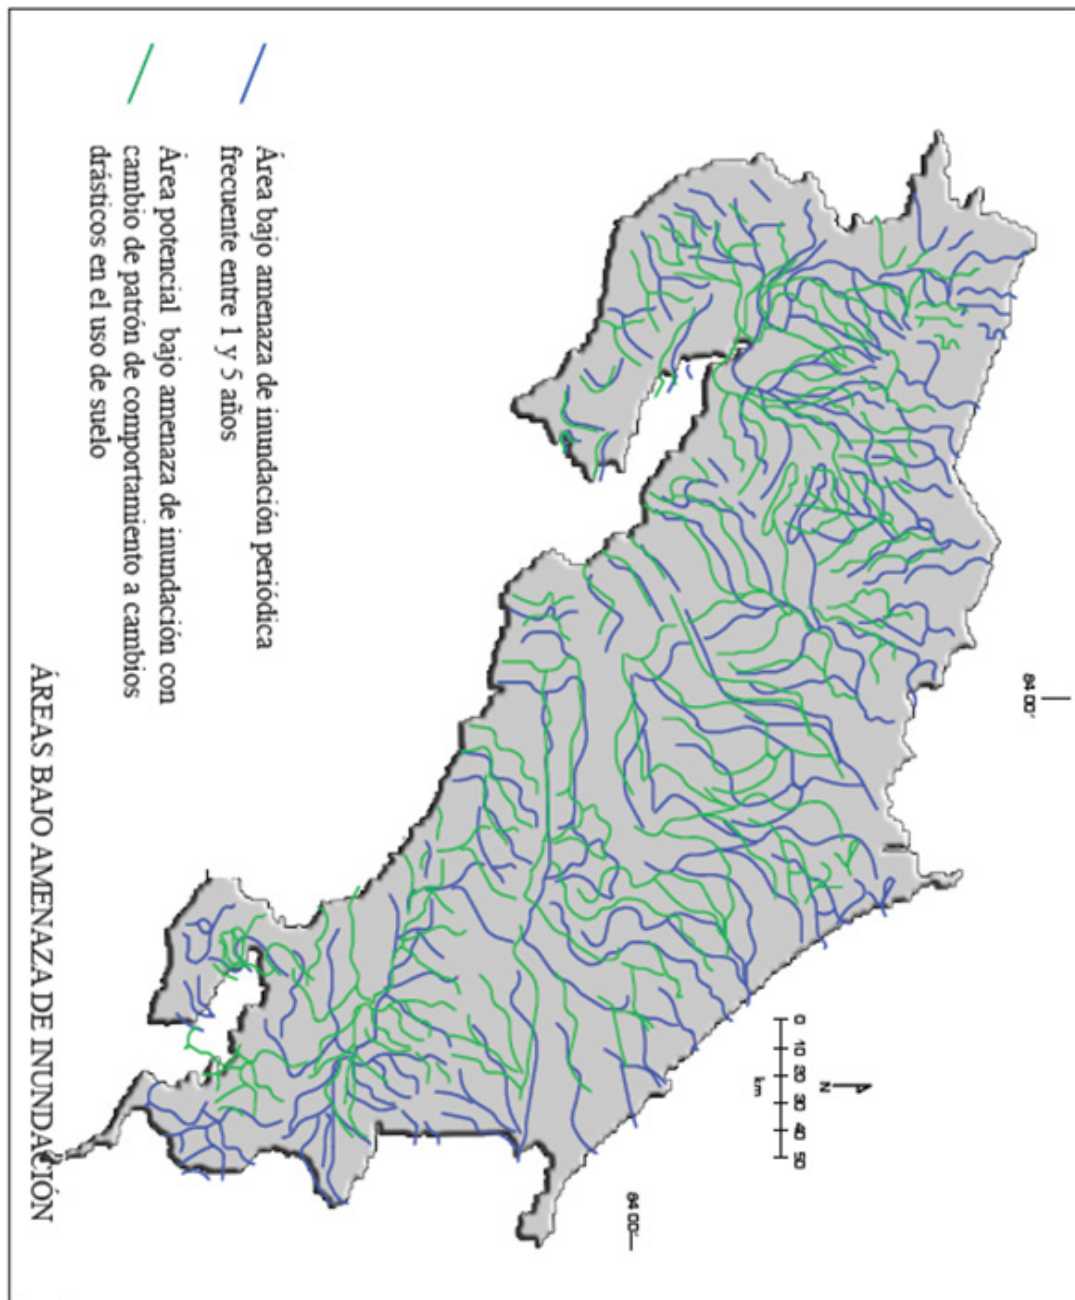 84 00'
0 10 20 30 40 50
km
N
84 00'
Área bajo amenaza de inundación periódica
frecuente entre 1 y 5 años
Área potencial bajo amenaza de inundación con
cambio de patrón de comportamiento a cambios
drásticos en el uso de suelo
ÁREAS BAJO AMENAZA DE INUNDACIÓN